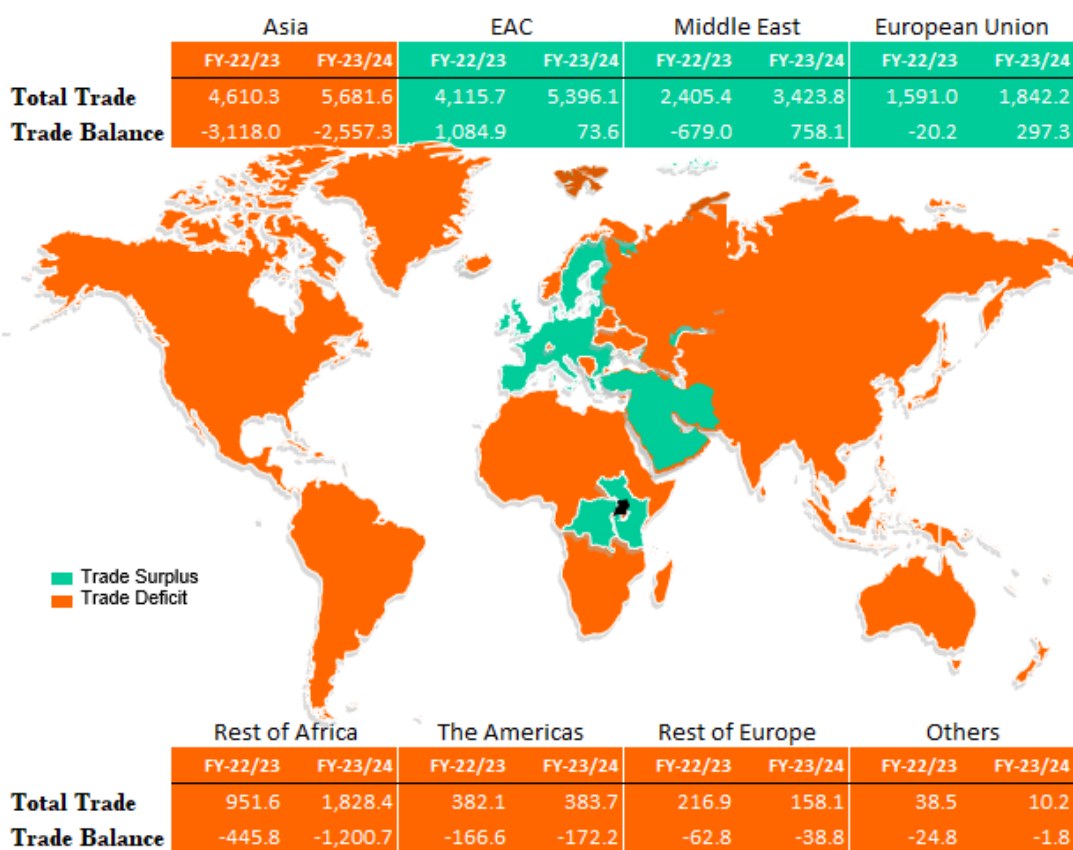 Asia EAC Middle East European Union
FY-22/23 FY-23/24 FY-22/23 FY-23/24 FY-22/23 FY-23/24 FY-22/23 FY-23/24
Total Trade 4,610.3 5,681.6 4,115.7 5,396.1 2,405.4 3,423.8 1,591.0 1,842.2
Trade Balance -3,118.0 -2,557.3 1,084.9 73.6 -679.0 758.1 -20.2 297.3
Trade Surplus
Trade Deficit
Rest of Africa The Americas Rest of Europe Others
FY-22/23 FY-23/24 FY-22/23 FY-23/24 FY-22/23 FY-23/24 FY-22/23 FY-23/24
Total Trade 951.6 1,828.4 382.1 383.7 216.9 158.1 38.5 10.2
Trade Balance -445.8 -1,200.7 -166.6 -172.2 -62.8 -38.8 -24.8 -1.8